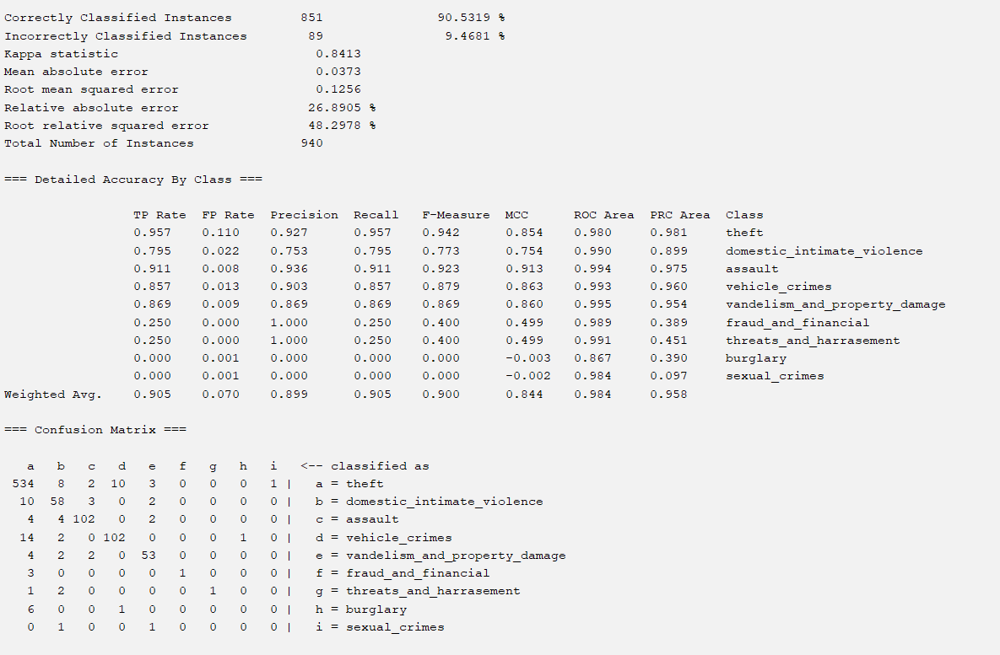 Correctly Classified Instances         851               90.5319 %
Incorrectly Classified Instances        89                9.4681 %
Kappa statistic                          0.8413
Mean absolute error                      0.0373
Root mean squared error                  0.1256
Relative absolute error                 26.8905 %
Root relative squared error             48.2978 %
Total Number of Instances              940
=== Detailed Accuracy By Class ===
                 TP Rate  FP Rate  Precision  Recall   F-Measure  MCC      ROC Area  PRC Area  Class
                 0.957    0.110    0.927      0.957    0.942      0.854    0.980     0.981     theft
                 0.795    0.022    0.753      0.795    0.773      0.754    0.990     0.899     domestic_intimate_violence
                 0.911    0.008    0.936      0.911    0.923      0.913    0.994     0.975     assault
                 0.857    0.013    0.903      0.857    0.879      0.863    0.993     0.960     vehicle_crimes
                 0.869    0.009    0.869      0.869    0.869      0.860    0.995     0.954     vandelism_and_property_damage
                 0.250    0.000    1.000      0.250    0.400      0.499    0.989     0.389     fraud_and_financial
                 0.250    0.000    1.000      0.250    0.400      0.499    0.991     0.451     threats_and_harrasement
                 0.000    0.001    0.000      0.000    0.000      -0.003   0.867     0.390     burglary
                 0.000    0.001    0.000      0.000    0.000      -0.002   0.984     0.097     sexual_crimes
Weighted Avg.    0.905    0.070    0.899      0.905    0.900      0.844    0.984     0.958
=== Confusion Matrix ===
   a   b   c   d   e   f   g   h   i   <-- classified as
 534   8   2  10   3   0   0   0   1 |   a = theft
  10  58   3   0   2   0   0   0   0 |   b = domestic_intimate_violence
   4   4 102   0   2   0   0   0   0 |   c = assault
  14   2   0 102   0   0   0   1   0 |   d = vehicle_crimes
   4   2   2   0  53   0   0   0   0 |   e = vandelism_and_property_damage
   3   0   0   0   0   1   0   0   0 |   f = fraud_and_financial
   1   2   0   0   0   0   1   0   0 |   g = threats_and_harrasement
   6   0   0   1   0   0   0   0   0 |   h = burglary
   0   1   0   0   1   0   0   0   0 |   i = sexual_crimes